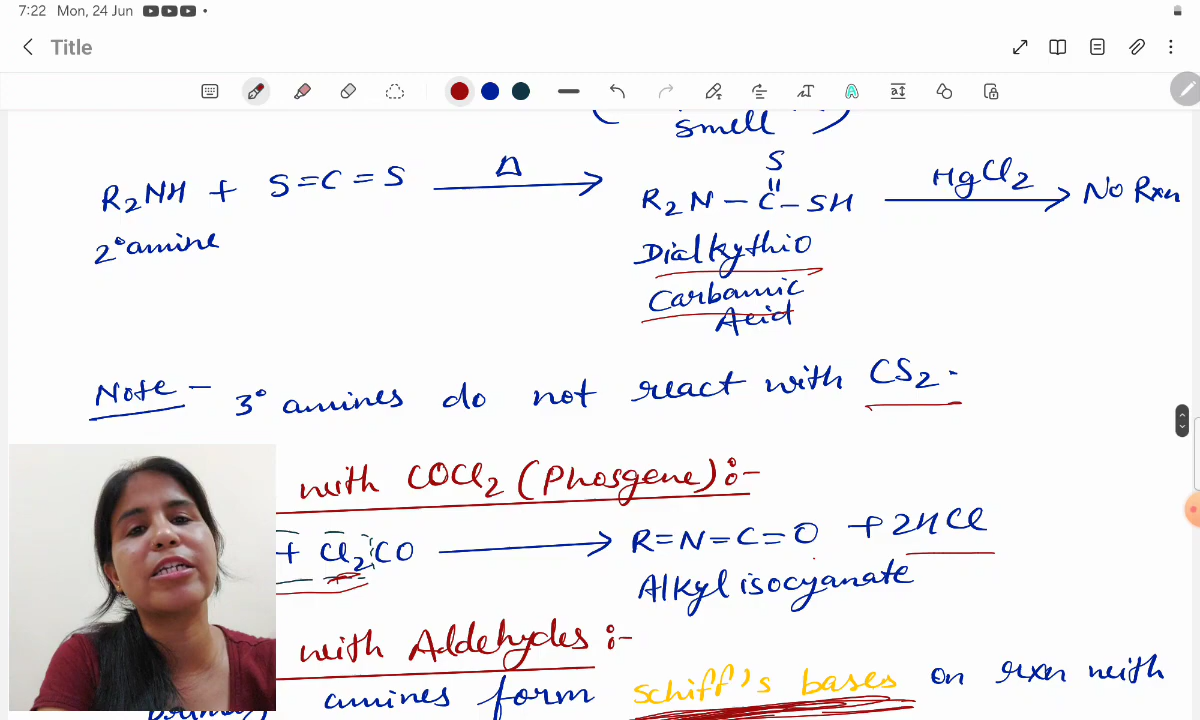 7:22 Mon, 24 Jun
Title
smell
R2NH + S=C=S Δ S HgCl2 No Rxn
R2N – C – SH
2° amine
Dialkythio
Carbamic
Acid
Note – 3° amines do not react with CS2.
with COCl2 (Phosgene) :-
+ Cl2CO R=N=C=O + 2HCl
Alkyl isocyanate
with Aldehydes :-
amines form schiff's bases on rxn with